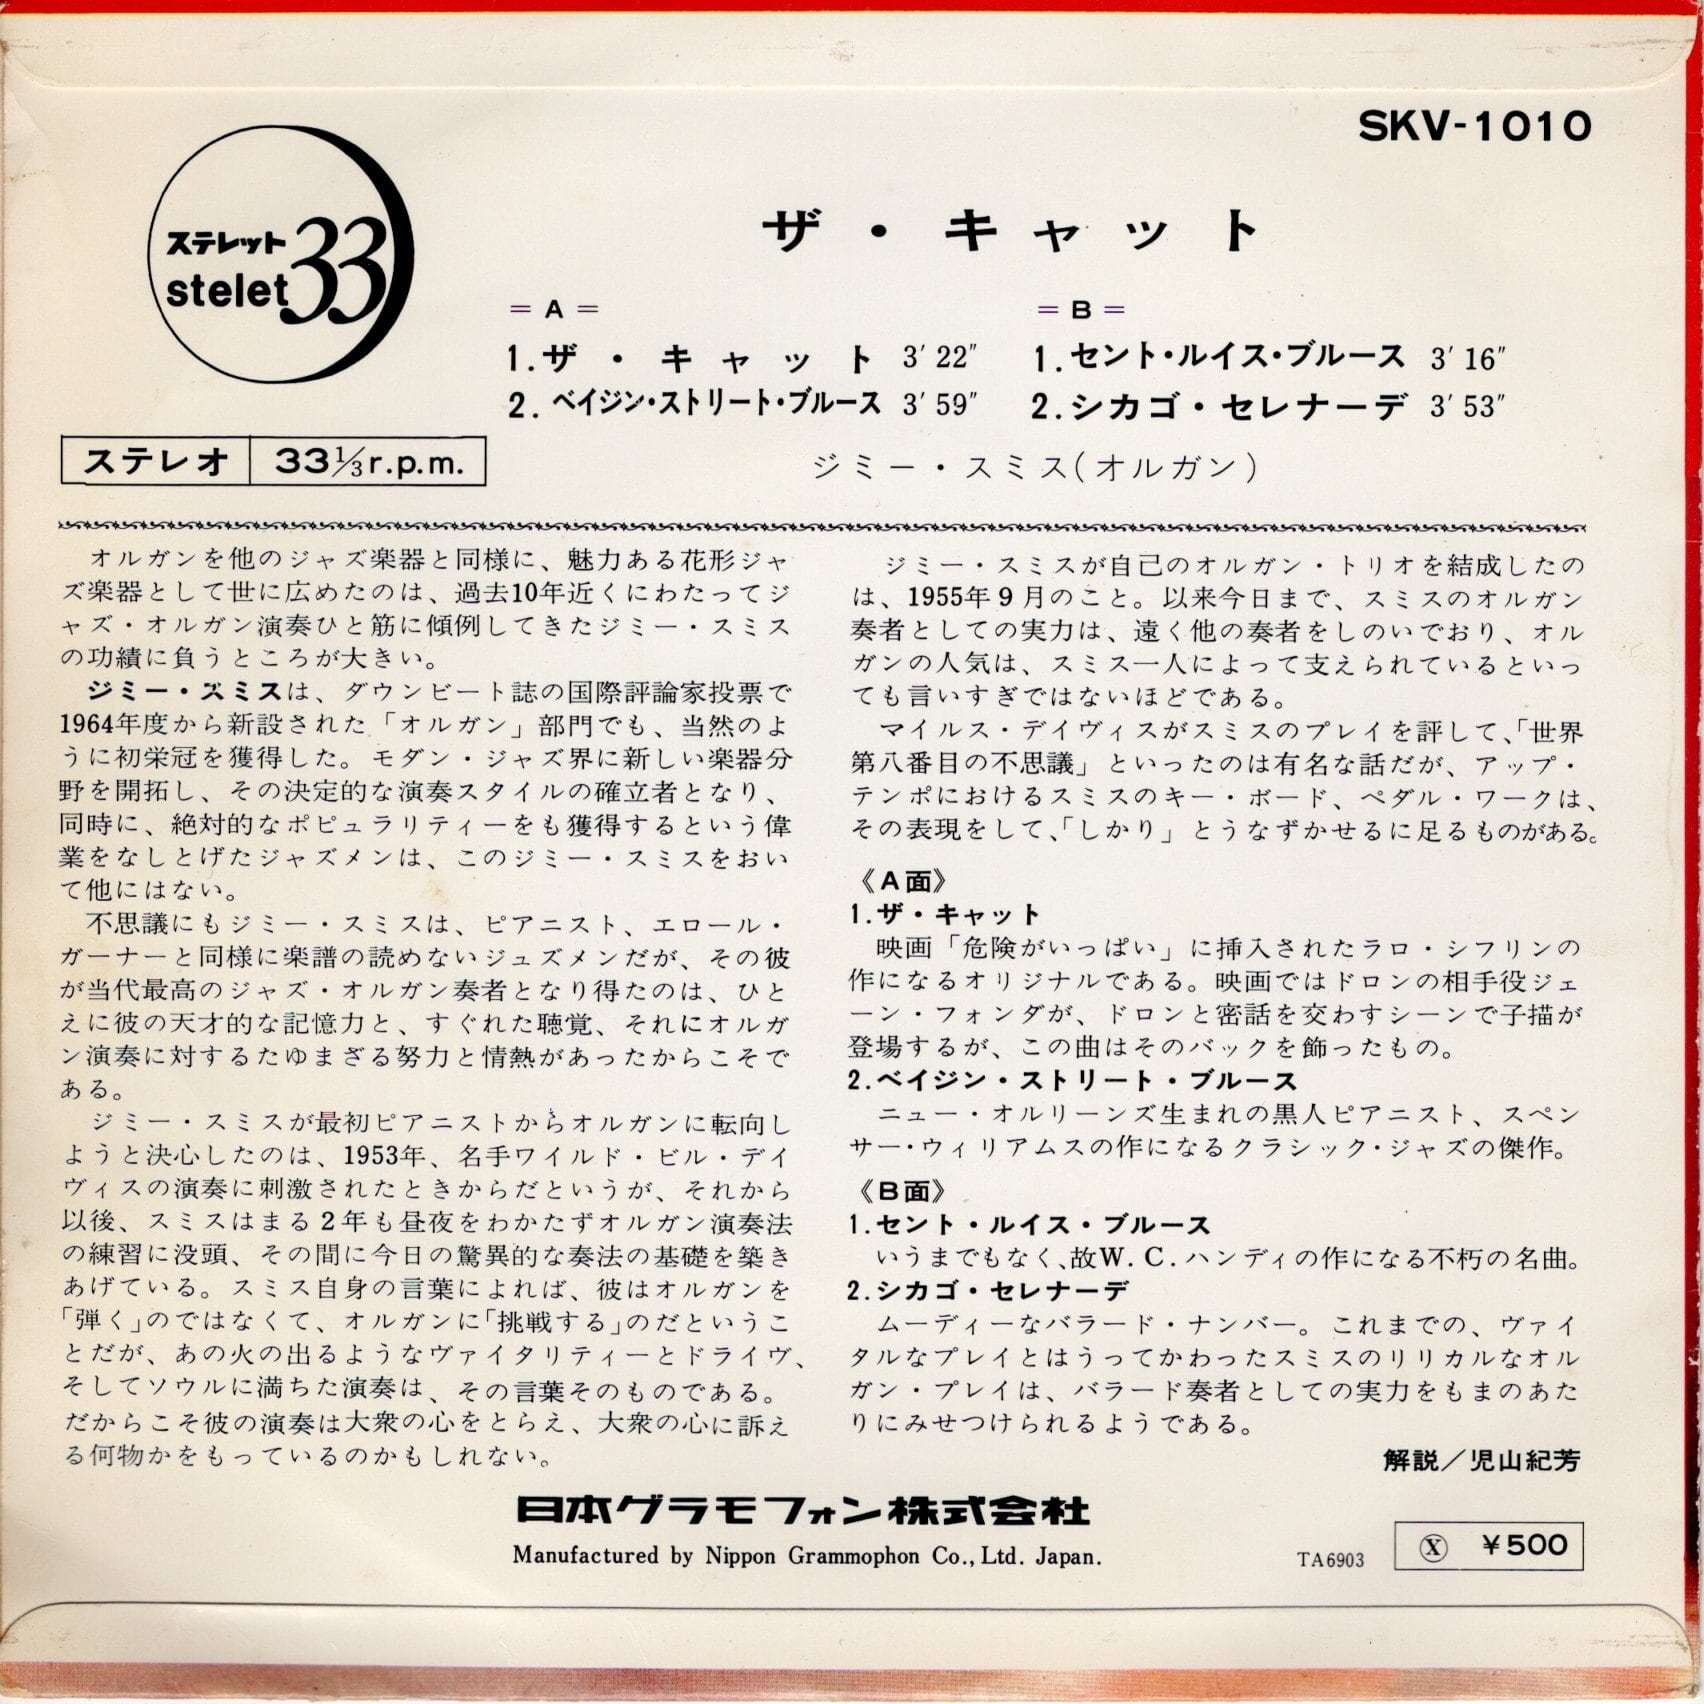 SKV-1010
ステレット
stelet 33
ザ・キャット
= A =
1. ザ・キャット 3′22″
2. ベイジン・ストリート・ブルース 3′59″
= B =
1. セント・ルイス・ブルース 3′16″
2. シカゴ・セレナーデ 3′53″
ステレオ 33⅓r.p.m.
ジミー・スミス(オルガン)
オルガンを他のジャズ楽器と同様に、魅力ある花形ジャ
ズ楽器として世に広めたのは、過去10年近くにわたってジ
ャズ・オルガン演奏ひと筋に傾例してきたジミー・スミス
の功績に負うところが大きい。
ジミー・スミスは、ダウンビート誌の国際評論家投票で
1964年度から新設された「オルガン」部門でも、当然のよ
うに初栄冠を獲得した。モダン・ジャズ界に新しい楽器分
野を開拓し、その決定的な演奏スタイルの確立者となり、
同時に、絶対的なポピュラリティーをも獲得するという偉
業をなしとげたジャズメンは、このジミー・スミスをおい
て他にはない。
不思議にもジミー・スミスは、ピアニスト、エロール・
ガーナーと同様に楽譜の読めないジュズメンだが、その彼
が当代最高のジャズ・オルガン奏者となり得たのは、ひと
えに彼の天才的な記憶力と、すぐれた聴覚、それにオルガ
ン演奏に対するたゆまざる努力と情熱があったからこそで
ある。
ジミー・スミスが最初ピアニストからオルガンに転向し
ようと決心したのは、1953年、名手ワイルド・ビル・デイ
ヴィスの演奏に刺激されたときからだというが、それから
以後、スミスはまる2年も昼夜をわかたずオルガン演奏法
の練習に没頭、その間に今日の驚異的な奏法の基礎を築き
あげている。スミス自身の言葉によれば、彼はオルガンを
「弾く」のではなくて、オルガンに「挑戦する」のだというこ
とだが、あの火の出るようなヴァイタリティーとドライヴ、
そしてソウルに満ちた演奏は、その言葉そのものである。
だからこそ彼の演奏は大衆の心をとらえ、大衆の心に訴え
る何物かをもっているのかもしれない。
ジミー・スミスが自己のオルガン・トリオを結成したの
は、1955年9月のこと。以来今日まで、スミスのオルガン
奏者としての実力は、遠く他の奏者をしのいでおり、オル
ガンの人気は、スミス一人によって支えられているといっ
ても言いすぎではないほどである。
マイルス・デイヴィスがスミスのプレイを評して、「世界
第八番目の不思議」といったのは有名な話だが、アップ・
テンポにおけるスミスのキー・ボード、ペダル・ワークは、
その表現をして、「しかり」とうなずかせるに足るものがある。
《A面》
1. ザ・キャット
映画「危険がいっぱい」に挿入されたラロ・シフリンの
作になるオリジナルである。映画ではドロンの相手役ジェ
ーン・フォンダが、ドロンと密話を交わすシーンで子描が
登場するが、この曲はそのバックを飾ったもの。
2. ベイジン・ストリート・ブルース
ニュー・オルリーンズ生まれの黒人ピアニスト、スペン
サー・ウィリアムスの作になるクラシック・ジャズの傑作。
《B面》
1. セント・ルイス・ブルース
いうまでもなく、故W. C. ハンディの作になる不朽の名曲。
2. シカゴ・セレナーデ
ムーディーなバラード・ナンバー。これまでの、ヴァイ
タルなプレイとはうってかわったスミスのリリカルなオル
ガン・プレイは、バラード奏者としての実力をもまのあた
りにみせつけられるようである。
解説／児山紀芳
日本グラモフォン株式会社
Manufactured by Nippon Grammophon Co., Ltd. Japan.
TA6903
Ⓧ ¥500